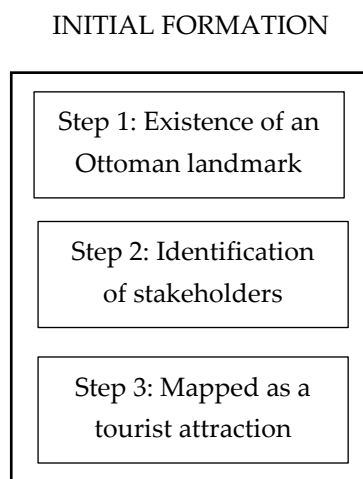 INITIAL FORMATION
Step 1: Existence of an
Ottoman landmark
Step 2: Identification
of stakeholders
Step 3: Mapped as a
tourist attraction